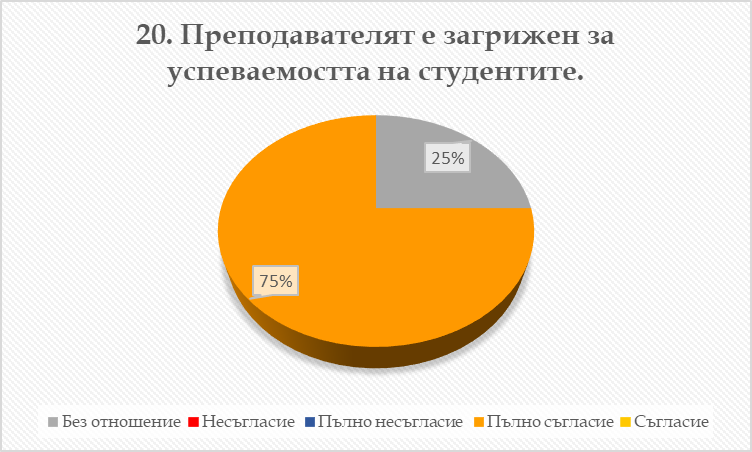 20. Преподавателят е загрижен за
успеваемостта на студентите.
25%
75%
Без отношение Несъгласие Пълно несъгласие Пълно съгласие Съгласие